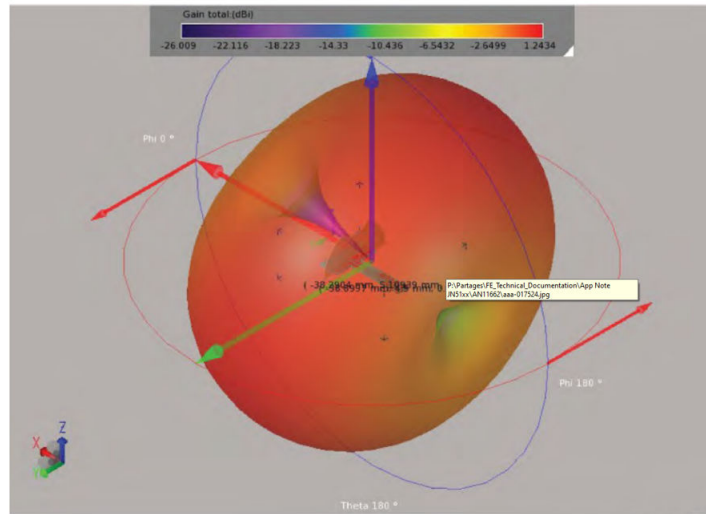 Gain total:(dBi)
-26.009 -22.116 -18.223 -14.33 -10.436 -6.5432 -2.6499 1.2434
Phi 0 °
P:\Partages\FE_Technical_Documentation\App Note
JN51xx\AN11662\aaa-017524.jpg
Phi 180 °
Z
X
Y
Theta 180 °